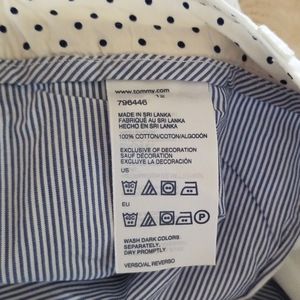 www.tommy.com
796446
MADE IN SRI LANKA
FABRIQUÉ AU SRI LANKA
HECHO EN SRI LANKA
100% COTTON/COTON/ALGODÓN
EXCLUSIVE OF DECORATION
SAUF DÉCORATION
EXCLUYE LA DECORACIÓN
US
EU
P
WASH DARK COLORS
SEPARATELY,
DRY PROMPTLY
VERSO/AL REVERSO